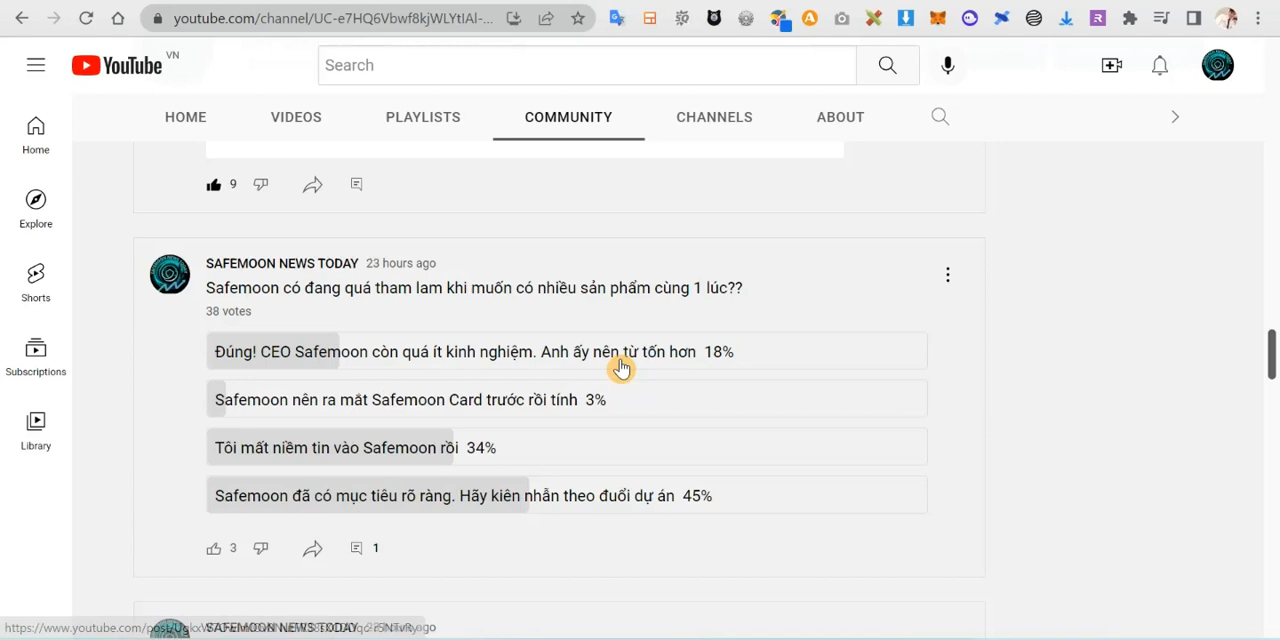 youtube.com/channel/UC-e7HQ6Vbwf8kjWLYtIAI-...
YouTube VN
Search
HOME VIDEOS PLAYLISTS COMMUNITY CHANNELS ABOUT
Home
Explore
Shorts
Subscriptions
Library
9
SAFEMOON NEWS TODAY 23 hours ago
Safemoon có đang quá tham lam khi muốn có nhiều sản phẩm cùng 1 lúc??
38 votes
Đúng! CEO Safemoon còn quá ít kinh nghiệm. Anh ấy nên từ tốn hơn 18%
Safemoon nên ra mắt Safemoon Card trước rồi tính 3%
Tôi mất niềm tin vào Safemoon rồi 34%
Safemoon đã có mục tiêu rõ ràng. Hãy kiên nhẫn theo đuổi dự án 45%
3 1
SAFEMOON NEWS TODAY